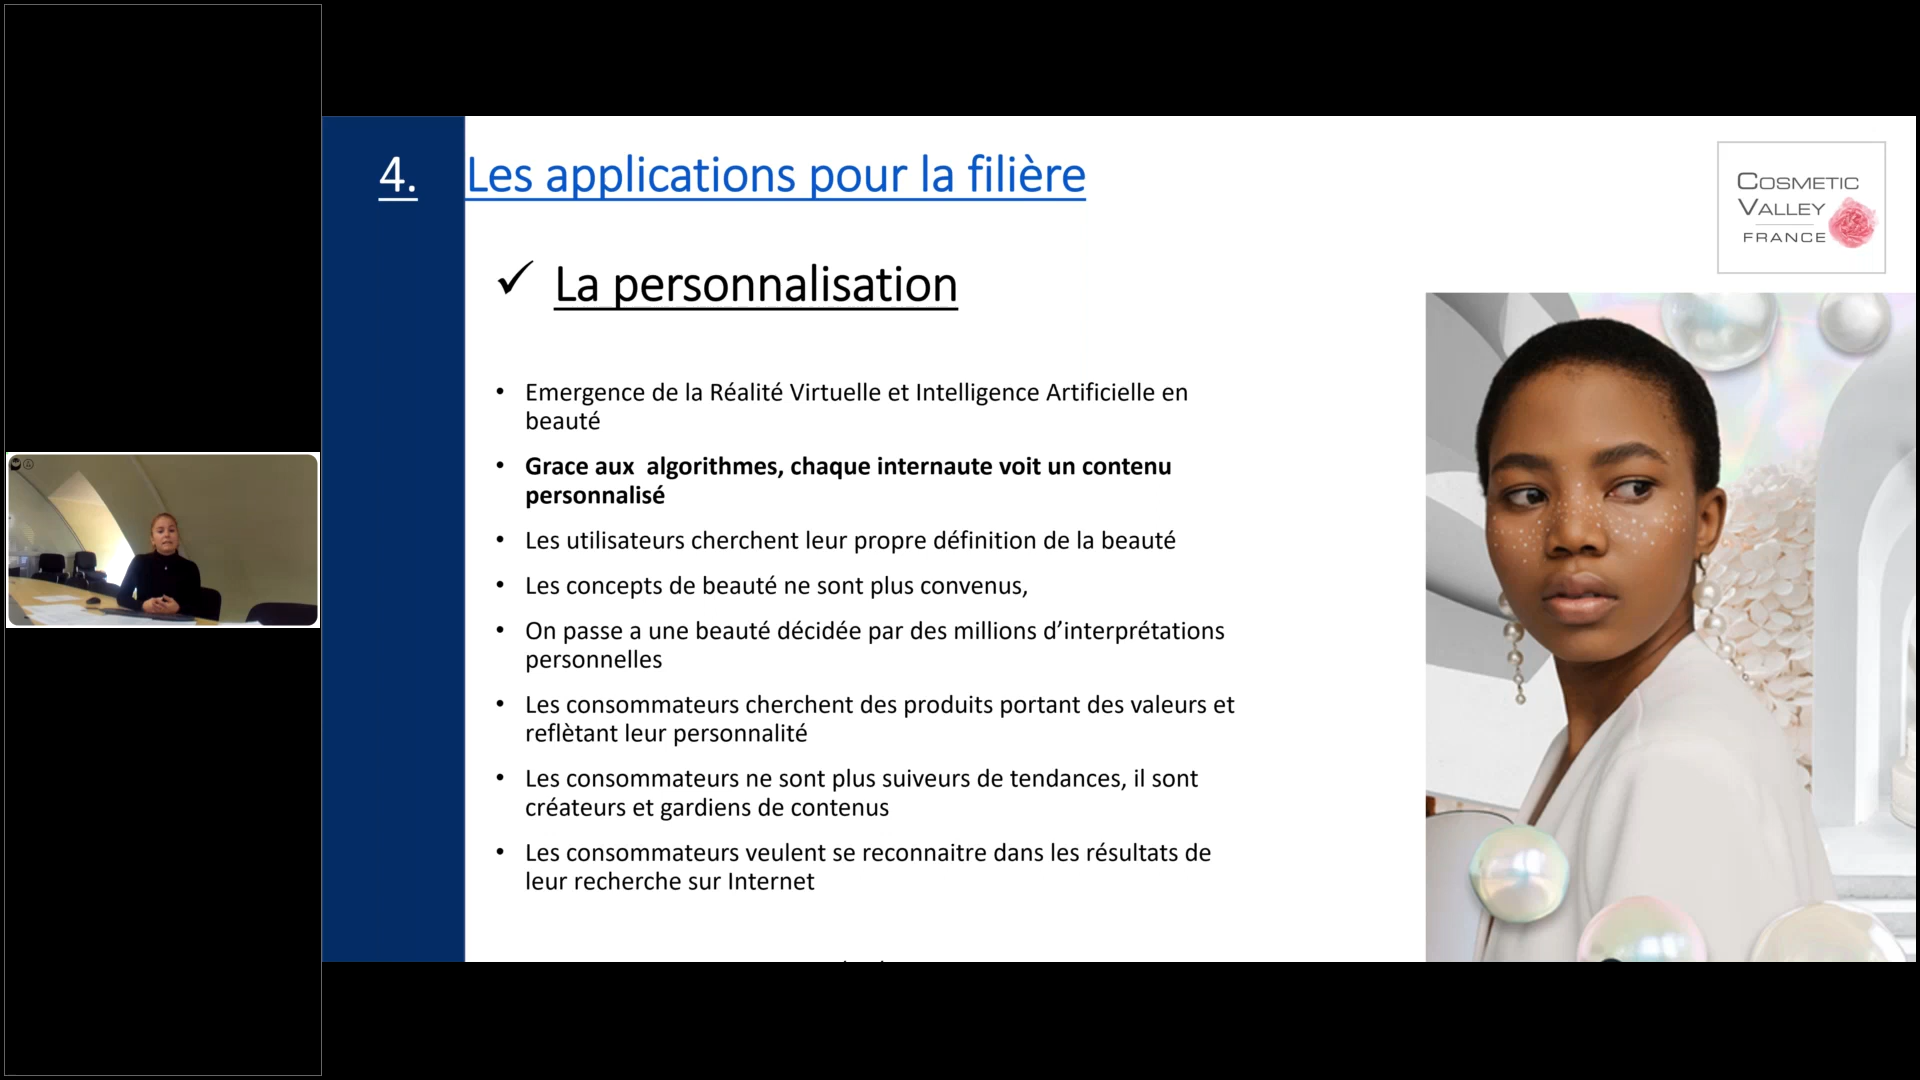 4. Les applications pour la filière
COSMETIC
VALLEY
FRANCE
✓ La personnalisation
• Emergence de la Réalité Virtuelle et Intelligence Artificielle en
beauté
• Grace aux  algorithmes, chaque internaute voit un contenu
personnalisé
• Les utilisateurs cherchent leur propre définition de la beauté
• Les concepts de beauté ne sont plus convenus,
• On passe a une beauté décidée par des millions d’interprétations
personnelles
• Les consommateurs cherchent des produits portant des valeurs et
reflètant leur personnalité
• Les consommateurs ne sont plus suiveurs de tendances, il sont
créateurs et gardiens de contenus
• Les consommateurs veulent se reconnaitre dans les résultats de
leur recherche sur Internet